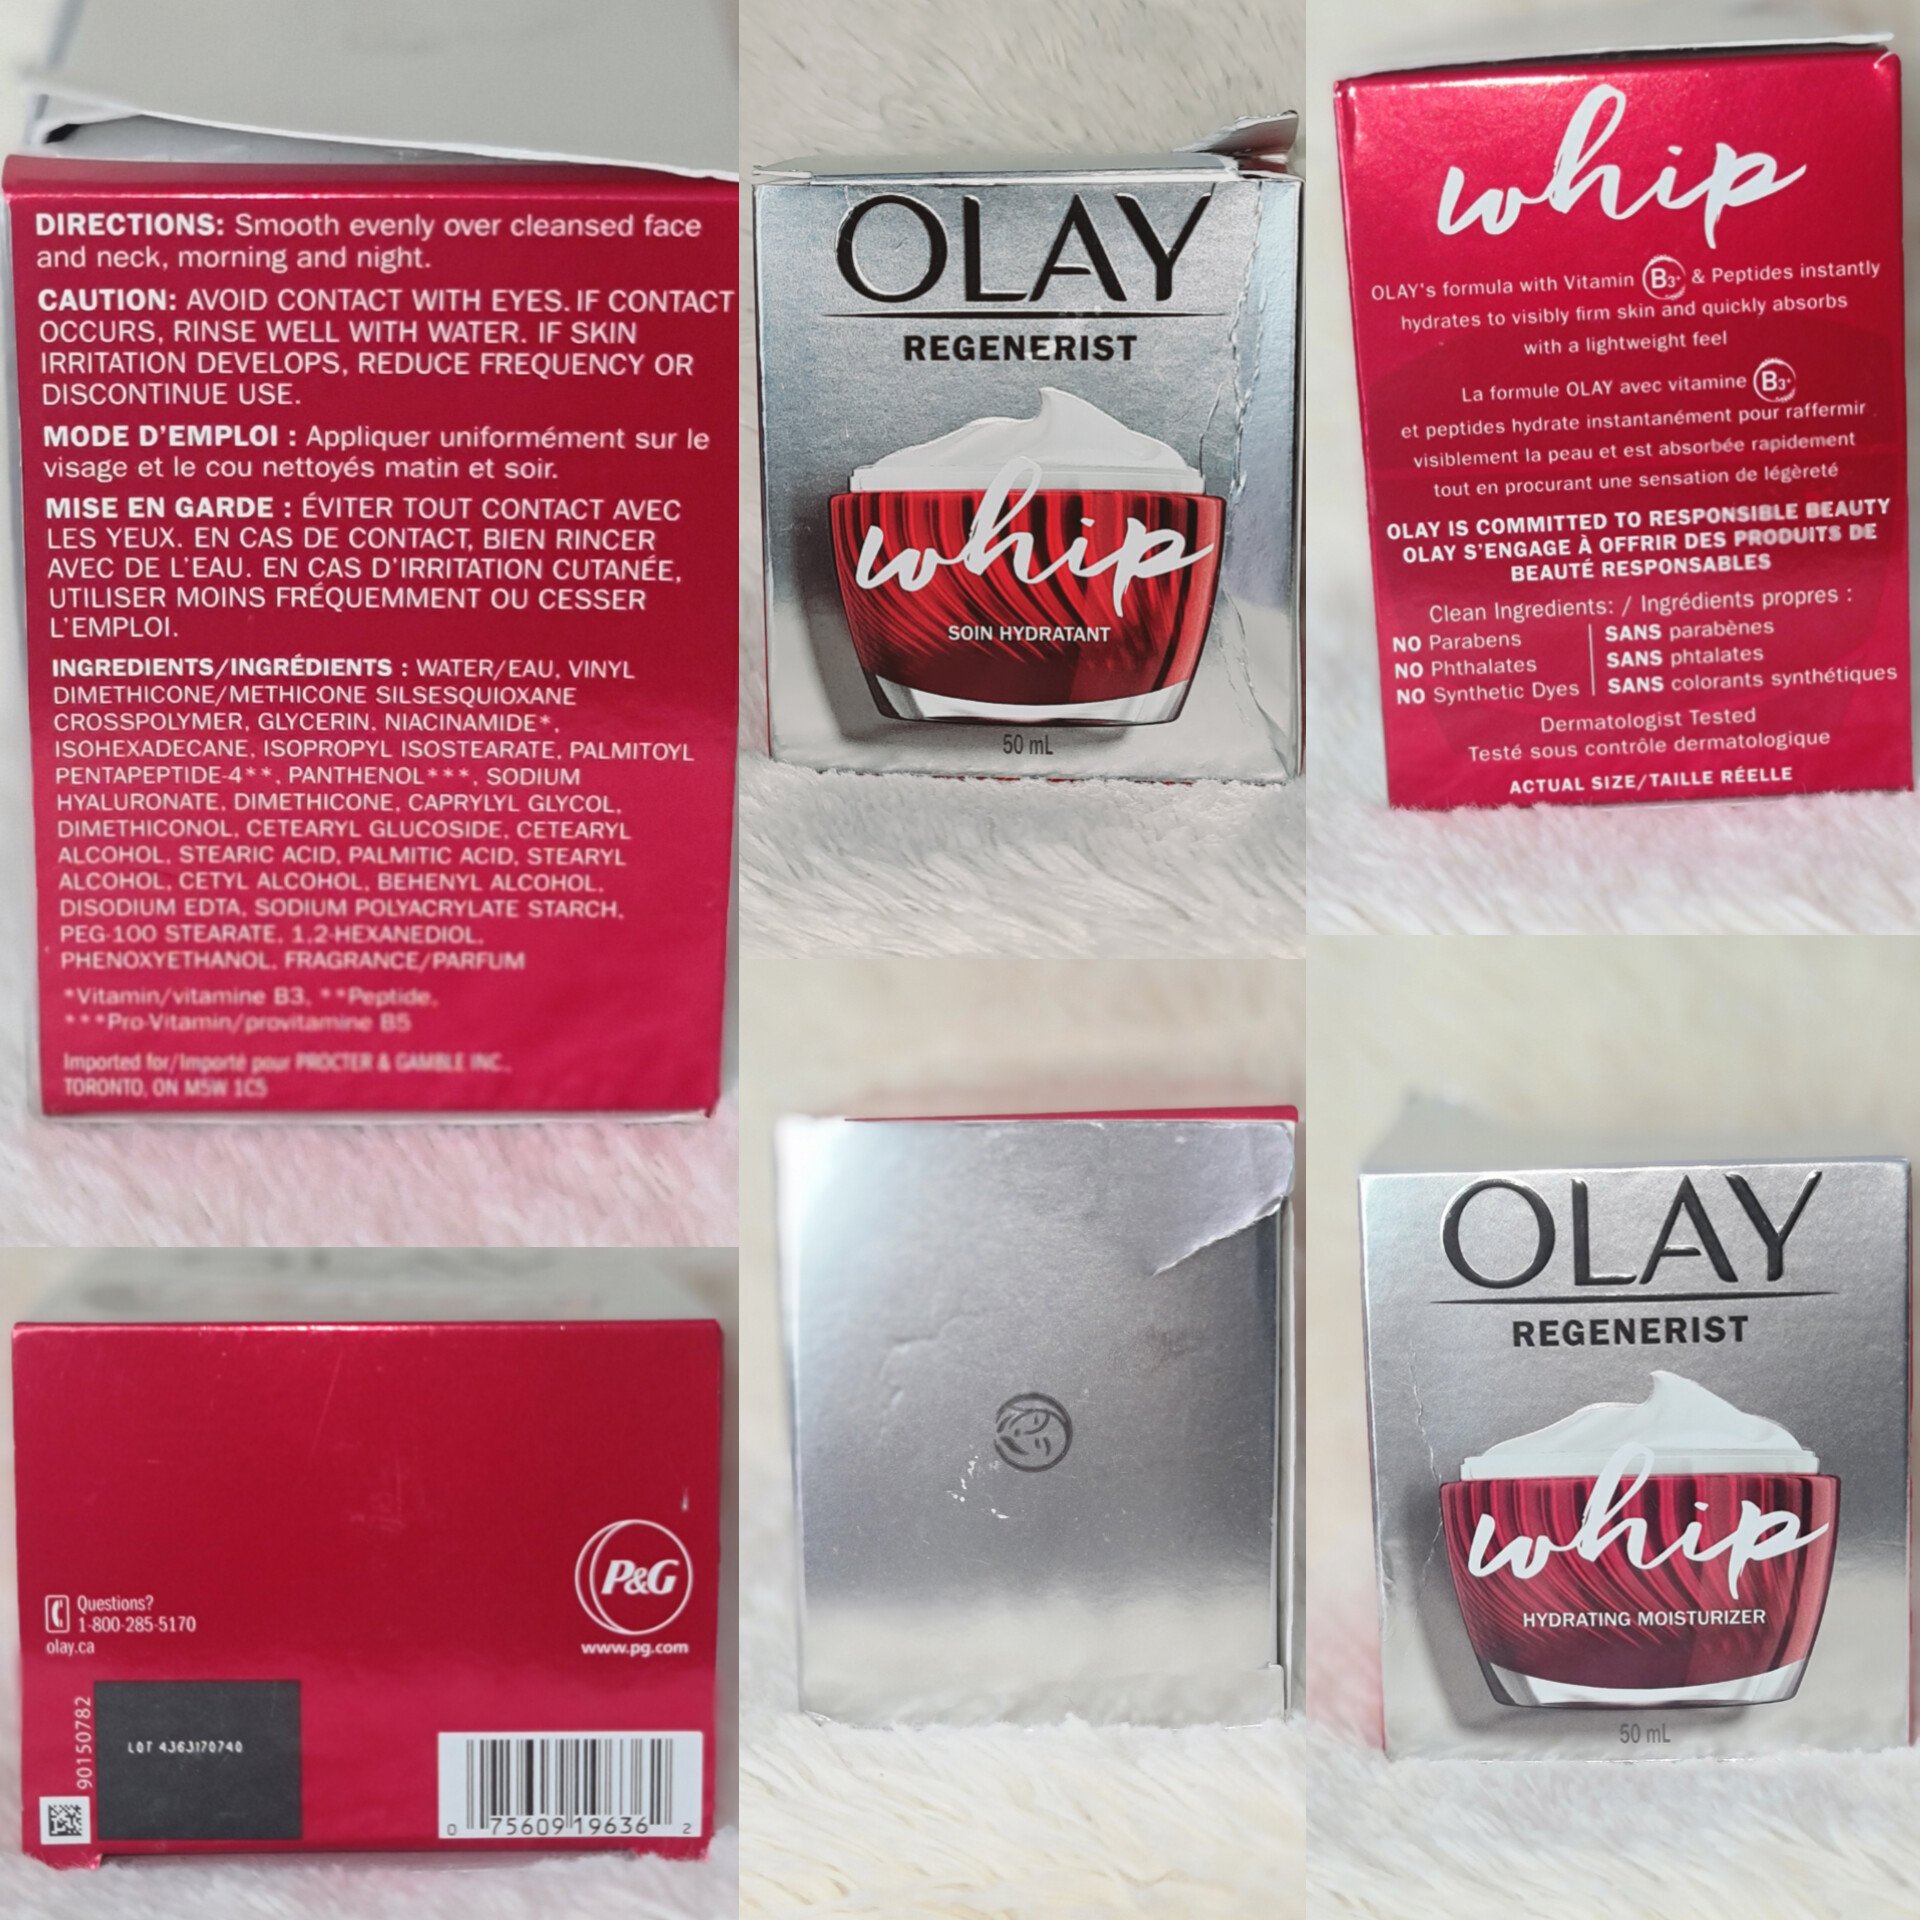 DIRECTIONS: Smooth evenly over cleansed face
and neck, morning and night.
CAUTION: AVOID CONTACT WITH EYES. IF CONTACT
OCCURS, RINSE WELL WITH WATER. IF SKIN
IRRITATION DEVELOPS, REDUCE FREQUENCY OR
DISCONTINUE USE.
MODE D'EMPLOI : Appliquer uniformément sur le
visage et le cou nettoyés matin et soir.
MISE EN GARDE : ÉVITER TOUT CONTACT AVEC
LES YEUX. EN CAS DE CONTACT, BIEN RINCER
AVEC DE L'EAU. EN CAS D'IRRITATION CUTANÉE,
UTILISER MOINS FRÉQUEMMENT OU CESSER
L'EMPLOI.
INGREDIENTS/INGRÉDIENTS : WATER/EAU, VINYL
DIMETHICONE/METHICONE SILSESQUIOXANE
CROSSPOLYMER, GLYCERIN, NIACINAMIDE*,
ISOHEXADECANE, ISOPROPYL ISOSTEARATE, PALMITOYL
PENTAPEPTIDE-4**, PANTHENOL***, SODIUM
HYALURONATE, DIMETHICONE, CAPRYLYL GLYCOL,
DIMETHICONOL, CETEARYL GLUCOSIDE, CETEARYL
ALCOHOL, STEARIC ACID, PALMITIC ACID, STEARYL
ALCOHOL, CETYL ALCOHOL, BEHENYL ALCOHOL,
DISODIUM EDTA, SODIUM POLYACRYLATE STARCH,
PEG-100 STEARATE, 1,2-HEXANEDIOL,
PHENOXYETHANOL, FRAGRANCE/PARFUM
*Vitamin/vitamine B3, **Peptide,
***Pro-Vitamin/provitamine B5
Imported for/Importé pour PROCTER & GAMBLE INC.,
TORONTO, ON M5W 1C5
OLAY
REGENERIST
whip
SOIN HYDRATANT
50 mL
whip
OLAY's formula with Vitamin B3+ & Peptides instantly
hydrates to visibly firm skin and quickly absorbs
with a lightweight feel
La formule OLAY avec vitamine B3+
et peptides hydrate instantanément pour raffermir
visiblement la peau et est absorbée rapidement
tout en procurant une sensation de légèreté
OLAY IS COMMITTED TO RESPONSIBLE BEAUTY
OLAY S'ENGAGE À OFFRIR DES PRODUITS DE
BEAUTÉ RESPONSABLES
Clean Ingredients: / Ingrédients propres :
NO Parabens SANS parabènes
NO Phthalates SANS phtalates
NO Synthetic Dyes SANS colorants synthétiques
Dermatologist Tested
Testé sous contrôle dermatologique
ACTUAL SIZE/TAILLE RÉELLE
Questions?
1-800-285-5170
olay.ca
P&G
www.pg.com
90150782
LOT 4363170740
0 75609 19636 2
OLAY
REGENERIST
whip
HYDRATING MOISTURIZER
50 mL